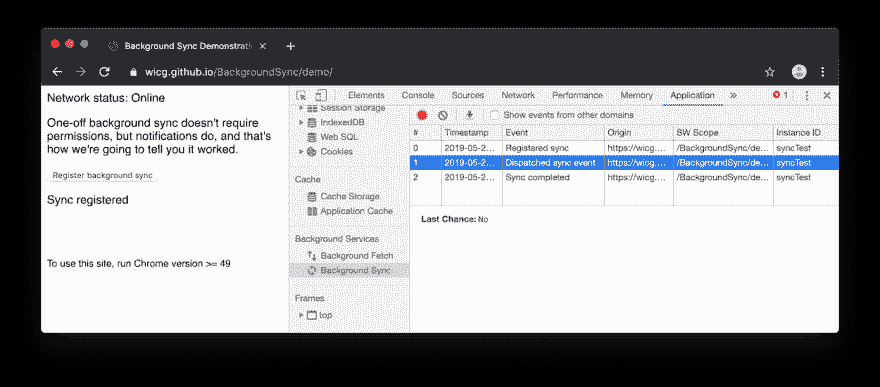 Background Sync Demonstrati
wicg.github.io/BackgroundSync/demo/
Network status: Online
One-off background sync doesn't require
permissions, but notifications do, and that's
how we're going to tell you it worked.
Register background sync
Sync registered
To use this site, run Chrome version >= 49
Elements Console Sources Network Performance Memory Application » 1
Session Storage
IndexedDB
Web SQL
Cookies
Cache
Cache Storage
Application Cache
Background Services
Background Fetch
Background Sync
Frames
top
Show events from other domains
# Timestamp Event Origin SW Scope Instance ID
0 2019-05-2... Registered sync https://wicg.... /BackgroundSync/de... syncTest
1 2019-05-2... Dispatched sync event https://wicg.... /BackgroundSync/de... syncTest
2 2019-05-2... Sync completed https://wicg.... /BackgroundSync/de... syncTest
Last Chance: No